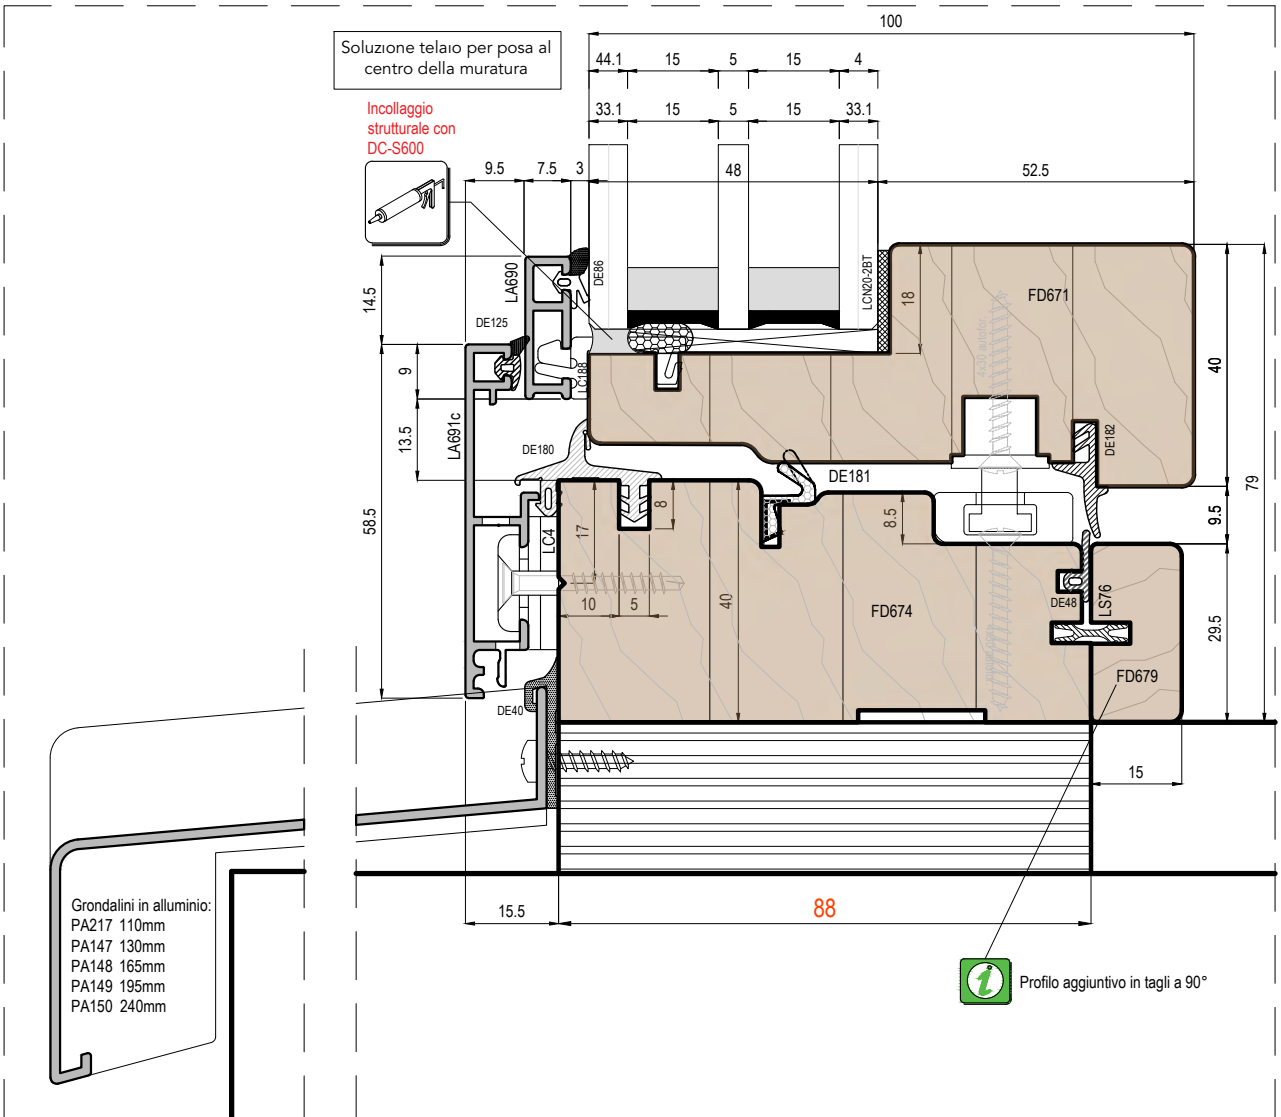 100
Soluzione telaio per posa al
centro della muratura
44.1 15 5 15 4
33.1 15 5 15 33.1
Incollaggio
strutturale con
DC-S600
9.5 7.5 3 48 52.5
14.5
LA690
DE86
LCN20-2BT
18
FD671
4x30 autofor
DE125
9
LC188
40
79
13.5
LA691c
DE180
DE181
DE182
58.5
8
8.5
9.5
17
LC4
10 5
40
FD674
DE48
LS76
29.5
FD679
DE40
15
15.5
88
Grondalini in alluminio:
PA217 110mm
PA147 130mm
PA148 165mm
PA149 195mm
PA150 240mm
i
Profilo aggiuntivo in tagli a 90°